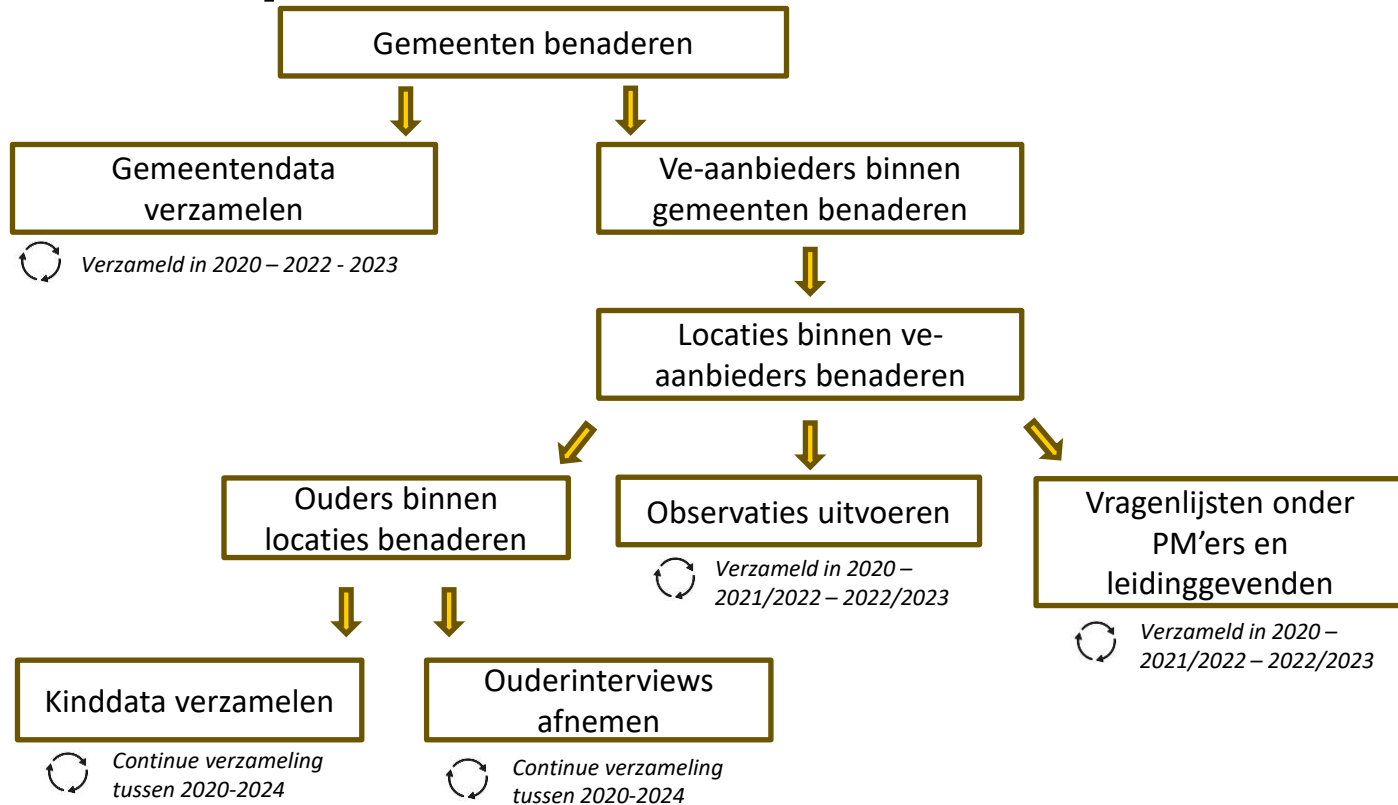 Gemeenten benaderen
Gemeentendata
verzamelen
Verzameld in 2020 – 2022 - 2023
Ve-aanbieders binnen
gemeenten benaderen
Locaties binnen ve-
aanbieders benaderen
Ouders binnen
locaties benaderen
Observaties uitvoeren
Verzameld in 2020 –
2021/2022 – 2022/2023
Vragenlijsten onder
PM’ers en
leidinggevenden
Verzameld in 2020 –
2021/2022 – 2022/2023
Kinddata verzamelen
Continue verzameling
tussen 2020-2024
Ouderinterviews
afnemen
Continue verzameling
tussen 2020-2024